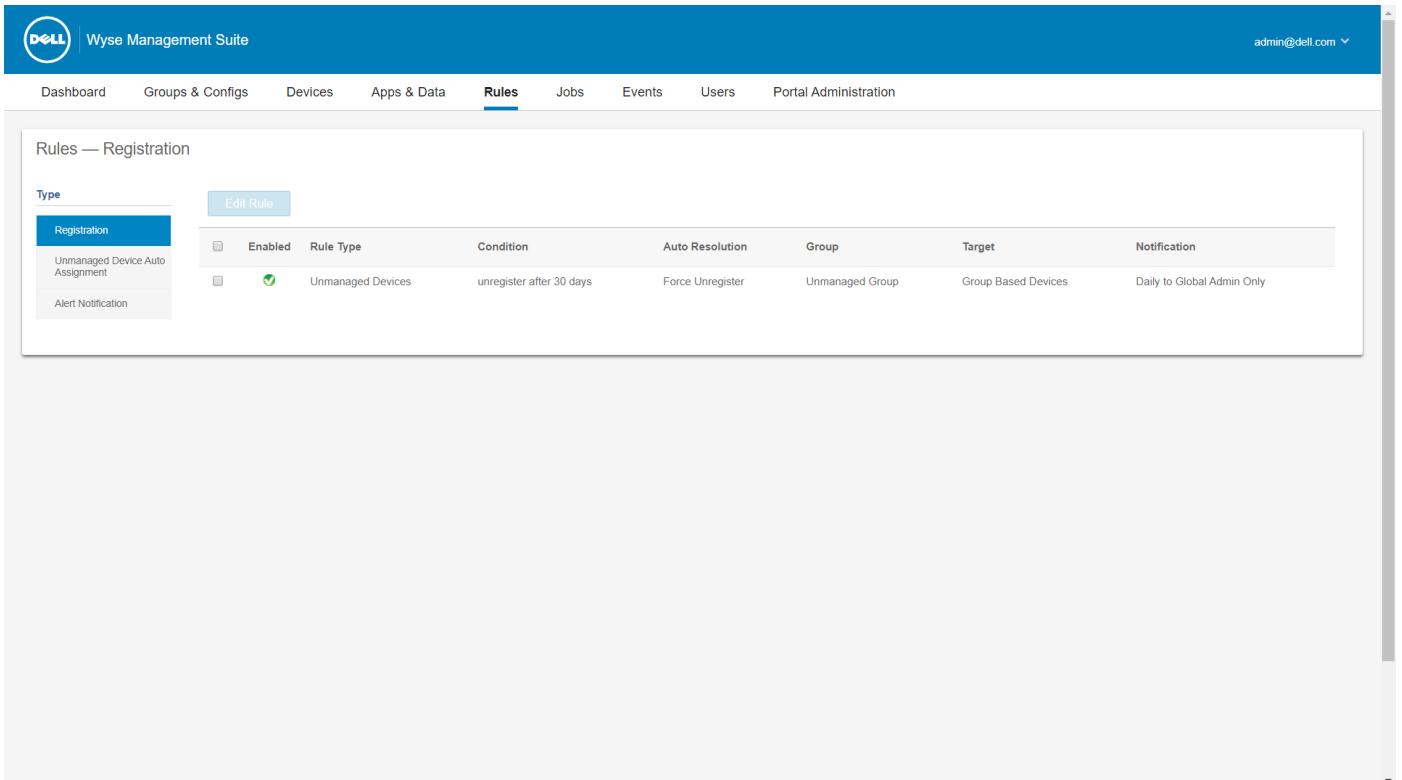 DELL Wyse Management Suite admin@dell.com
Dashboard Groups & Configs Devices Apps & Data Rules Jobs Events Users Portal Administration
Rules — Registration
Type
Registration
Unmanaged Device Auto
Assignment
Alert Notification
Edit Rule
Enabled Rule Type Condition Auto Resolution Group Target Notification
Unmanaged Devices unregister after 30 days Force Unregister Unmanaged Group Group Based Devices Daily to Global Admin Only